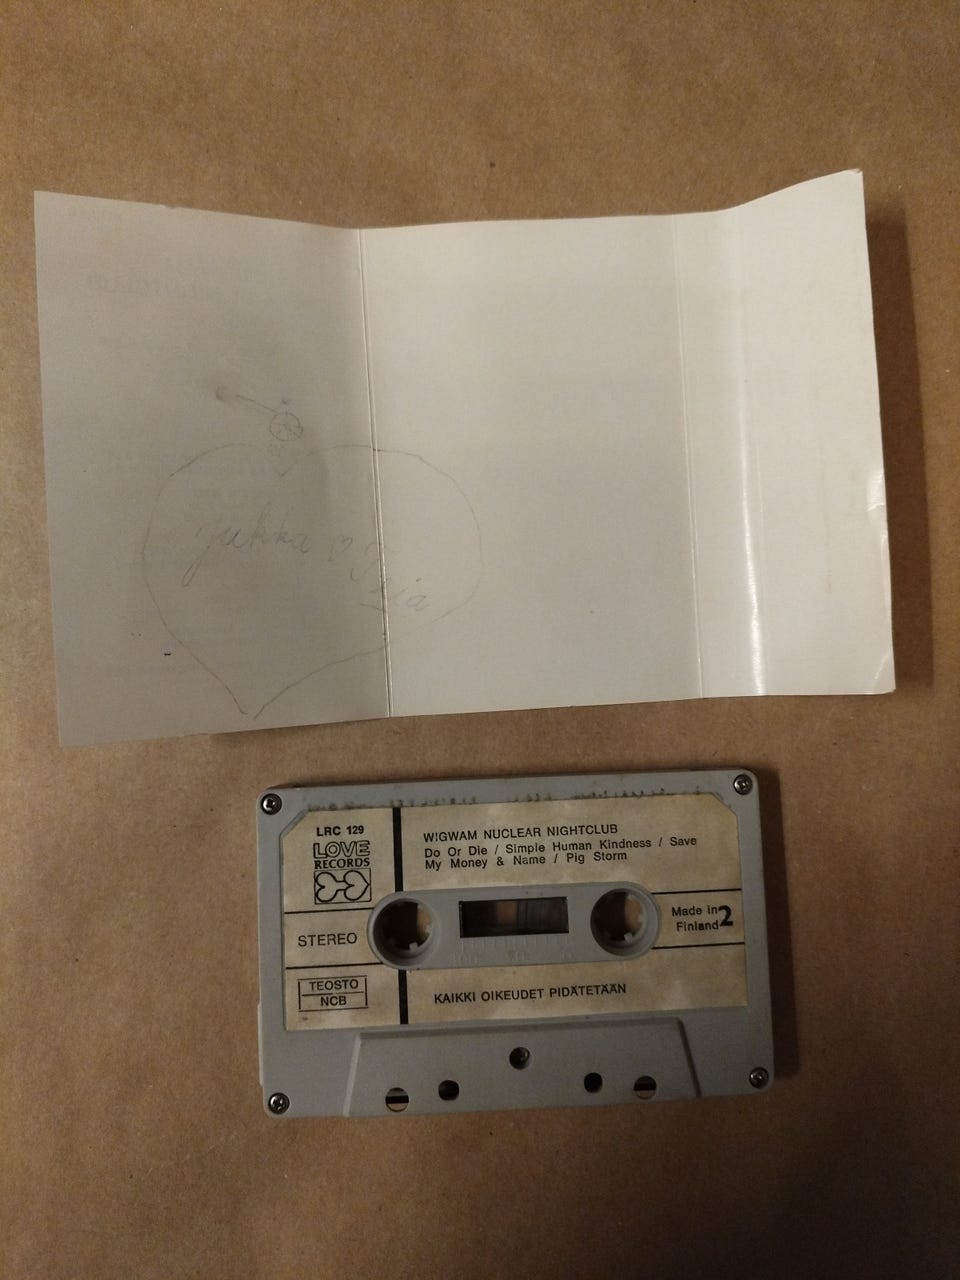 Jukka
LRC 129
LOVE
RECORDS
STEREO
TEOSTO
NCB
WIGWAM NUCLEAR NIGHTCLUB
Do Or Die / Simple Human Kindness / Save
My Money & Name / Pig Storm
Made in
Finland
2
KAIKKI OIKEUDET PIDÄTETÄÄN